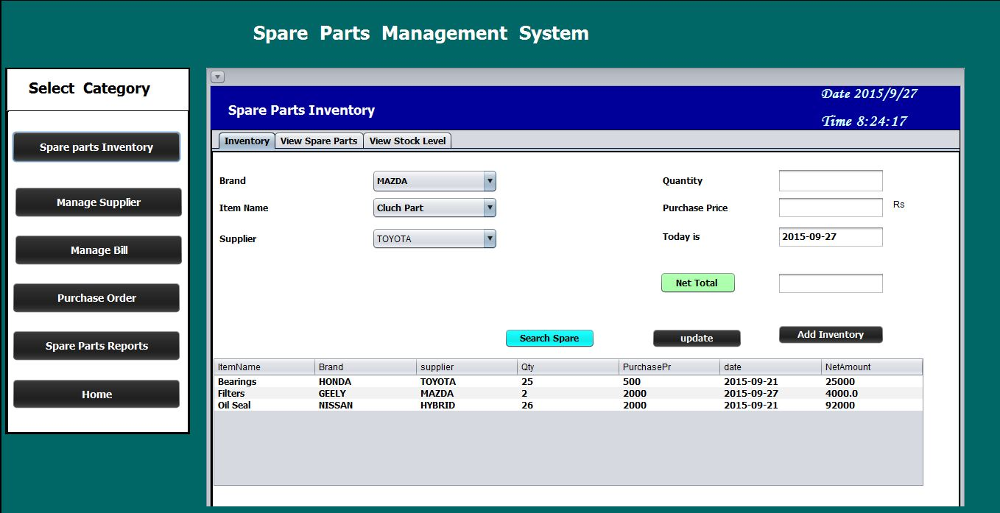 Spare Parts Management System
Select Category
Spare parts Inventory
Manage Supplier
Manage Bill
Purchase Order
Spare Parts Reports
Home
Date 2015/9/27
Spare Parts Inventory
Time 8:24:17
Inventory View Spare Parts View Stock Level
Brand MAZDA Quantity
Item Name Cluch Part Purchase Price Rs
Supplier TOYOTA Today is 2015-09-27
Net Total
Search Spare update Add Inventory
ItemName Brand supplier Qty PurchasePr date NetAmount
Bearings HONDA TOYOTA 25 500 2015-09-21 25000
Filters GEELY MAZDA 2 2000 2015-09-27 4000.0
Oil Seal NISSAN HYBRID 26 2000 2015-09-21 92000